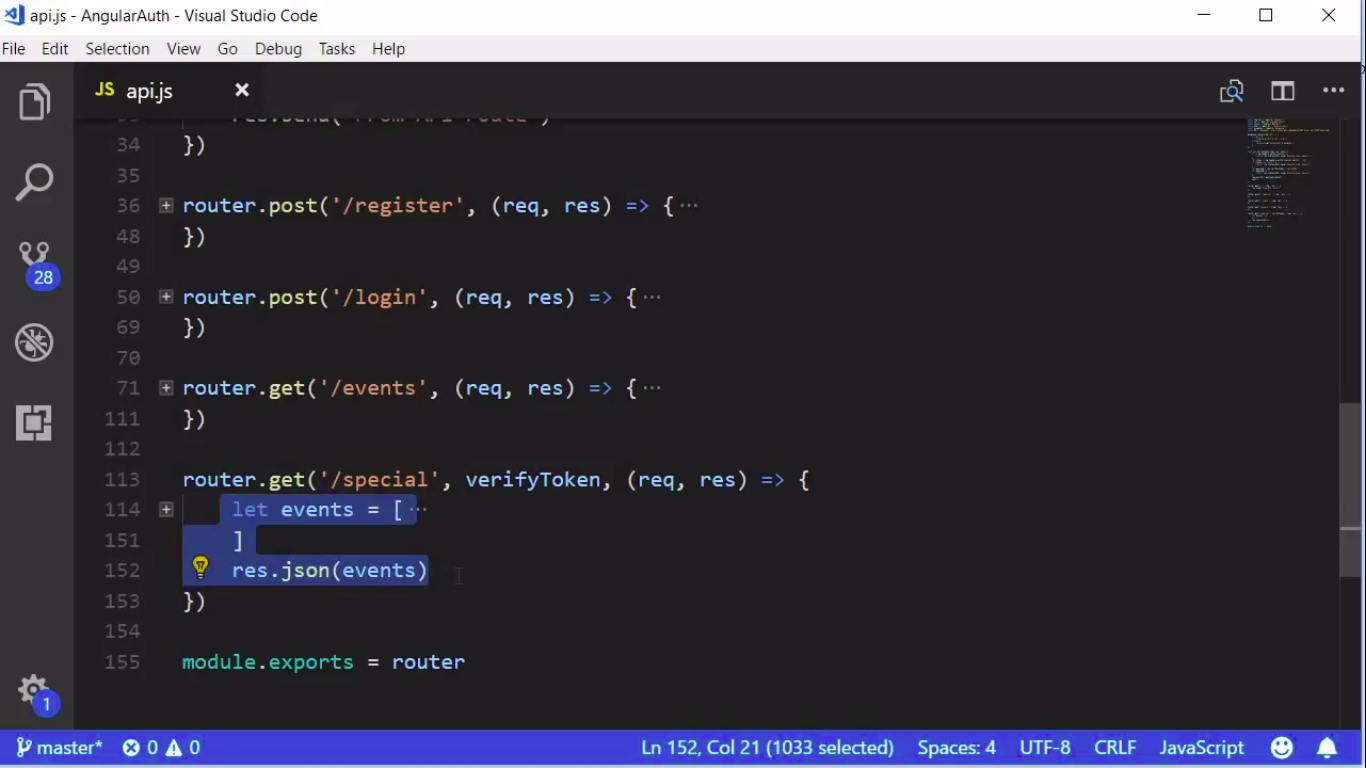 api.js - AngularAuth - Visual Studio Code
File Edit Selection View Go Debug Tasks Help
JS api.js
34 })
35
36 router.post('/register', (req, res) => {...
48 })
49
50 router.post('/login', (req, res) => {...
69 })
70
71 router.get('/events', (req, res) => {...
111 })
112
113 router.get('/special', verifyToken, (req, res) => {
114 let events = [...
151 ]
152 res.json(events)
153 })
154
155 module.exports = router
28
1
master* 0 0 Ln 152, Col 21 (1033 selected) Spaces: 4 UTF-8 CRLF JavaScript